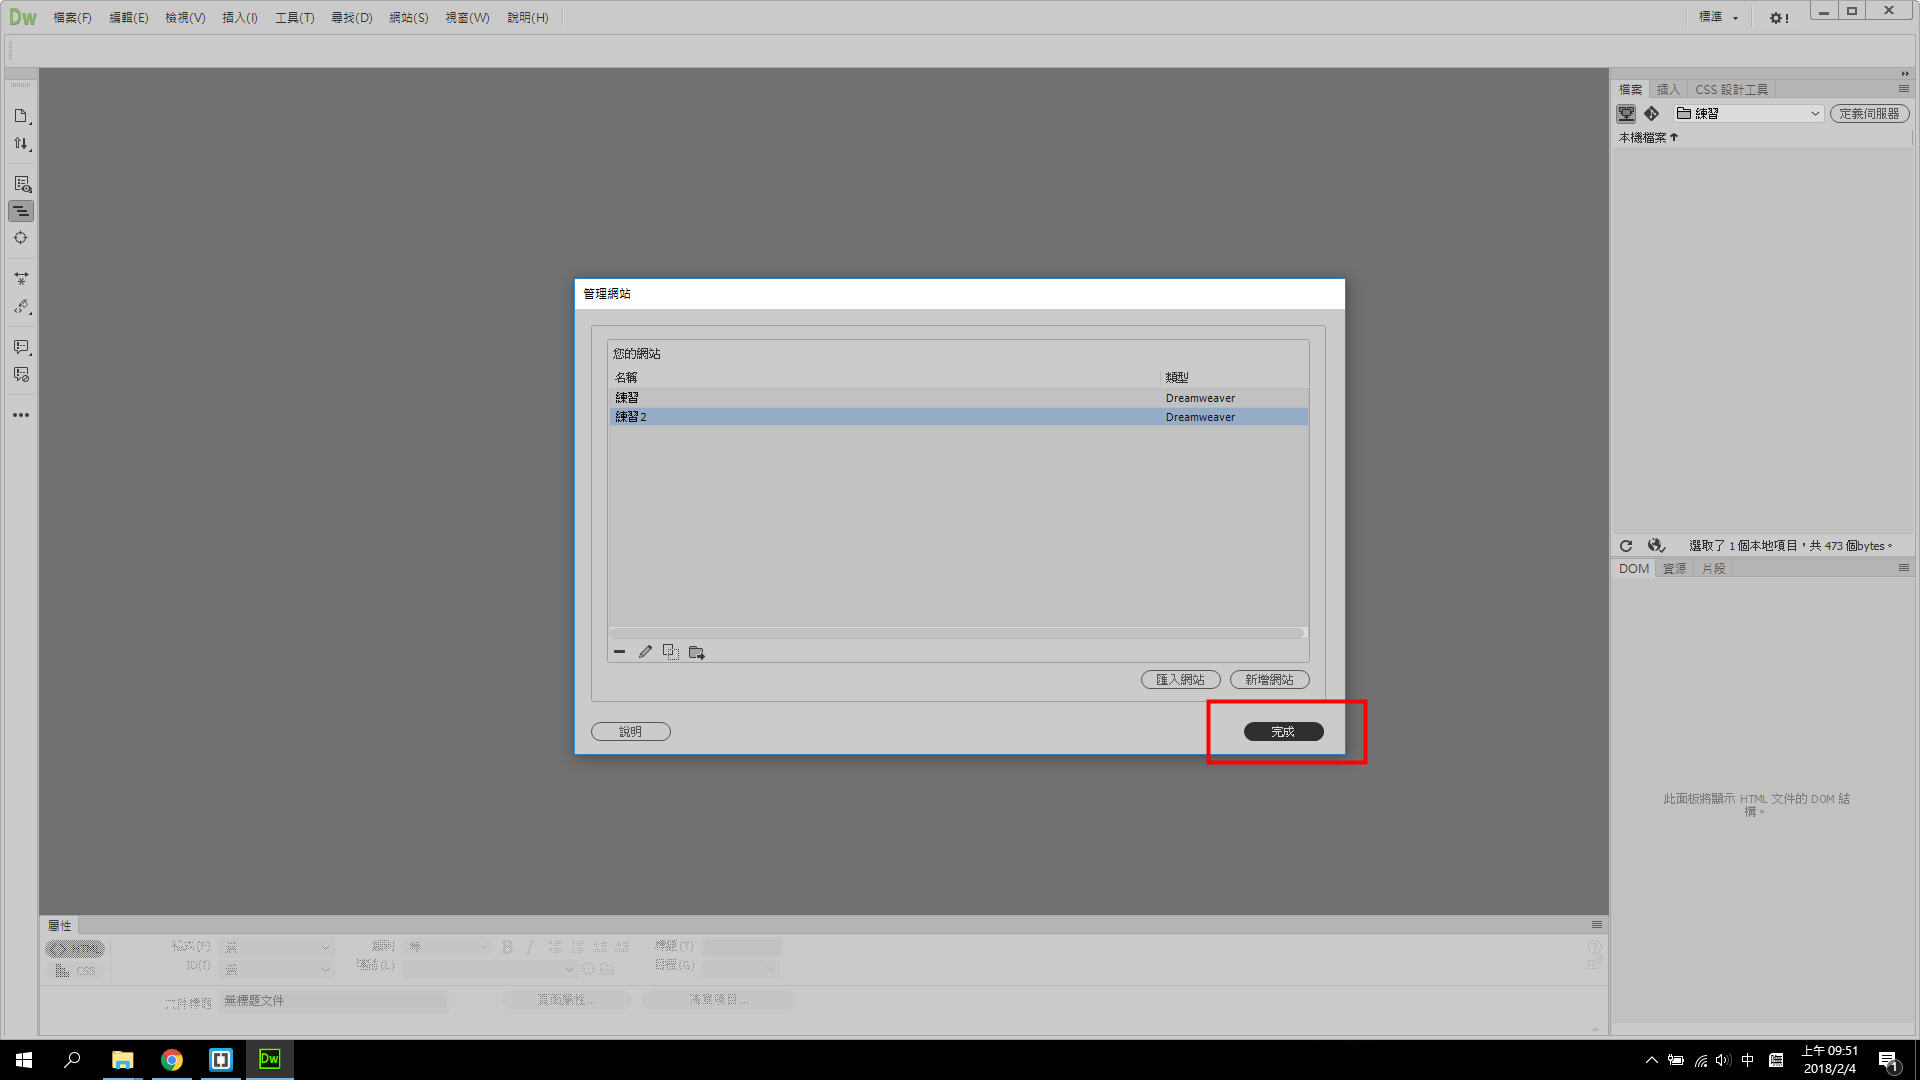 Dw 檔案(F) 編輯(E) 檢視(V) 插入(I) 工具(T) 尋找(D) 網站(S) 視窗(W) 說明(H) 標準
檔案 插入 CSS 設計工具
練習 定義伺服器
本機檔案
管理網站
您的網站
名稱 類型
練習 Dreamweaver
練習 2 Dreamweaver
匯入網站 新增網站
說明 完成
選取了 1 個本地項目，共 473 個bytes。
DOM 資源 片段
此面板將顯示 HTML 文件的 DOM 結
構。
屬性
HTML 格式(F) 無 類別 無 B I 標題(T)
CSS ID(I) 無 連結(L) 目標(G)
文件標題 無標題文件 頁面屬性... 清單項目...
Dw 中 上午 09:51
2018/2/4
1